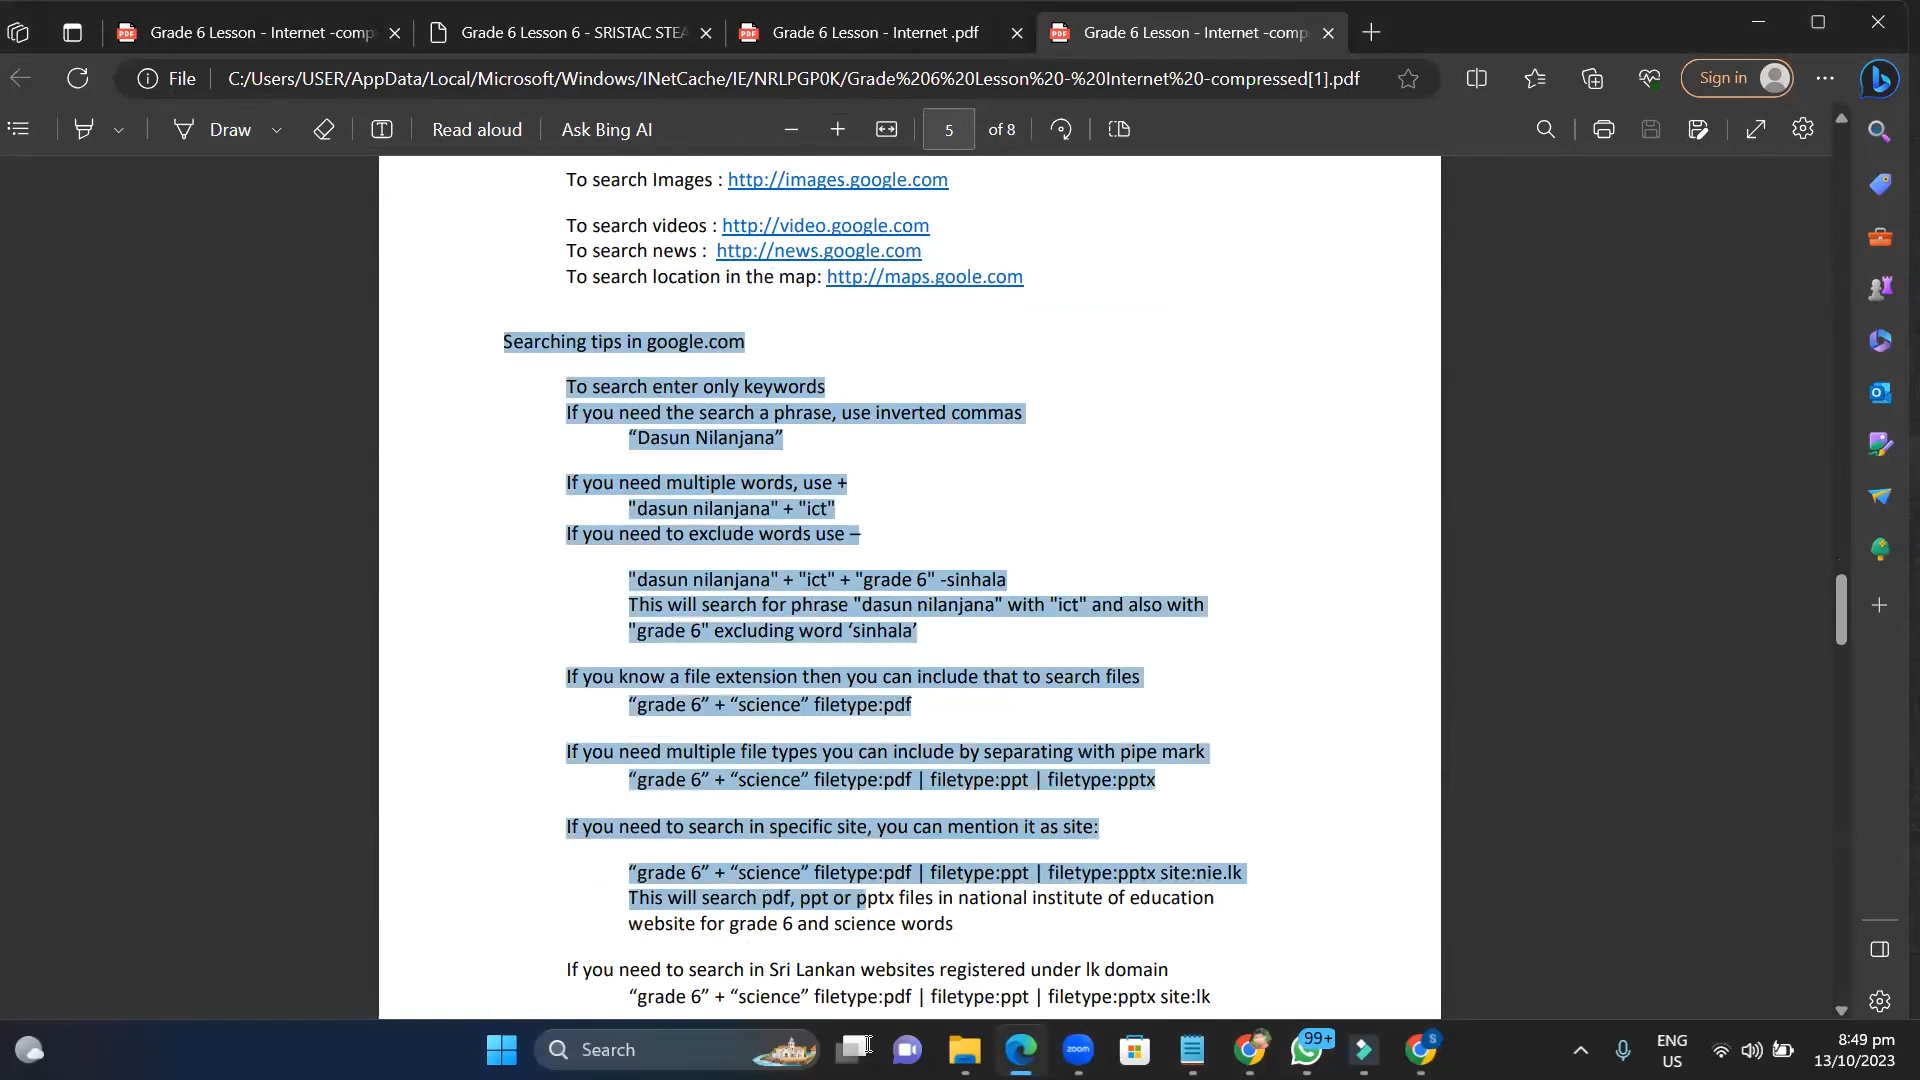 Grade 6 Lesson - Internet -comp
Grade 6 Lesson 6 - SRISTAC STEA
Grade 6 Lesson - Internet .pdf
Grade 6 Lesson - Internet -comp
File
C:/Users/USER/AppData/Local/Microsoft/Windows/INetCache/IE/NRLPGP0K/Grade%206%20Lesson%20-%20Internet%20-compressed[1].pdf
Sign in
Draw
Read aloud
Ask Bing AI
5
of 8
To search Images : http://images.google.com
To search videos : http://video.google.com
To search news : http://news.google.com
To search location in the map: http://maps.goole.com
Searching tips in google.com
To search enter only keywords
If you need the search a phrase, use inverted commas
“Dasun Nilanjana”
If you need multiple words, use +
"dasun nilanjana" + "ict"
If you need to exclude words use –
"dasun nilanjana" + "ict" + "grade 6" -sinhala
This will search for phrase "dasun nilanjana" with "ict" and also with
"grade 6" excluding word ‘sinhala’
If you know a file extension then you can include that to search files
“grade 6” + “science” filetype:pdf
If you need multiple file types you can include by separating with pipe mark
“grade 6” + “science” filetype:pdf | filetype:ppt | filetype:pptx
If you need to search in specific site, you can mention it as site:
“grade 6” + “science” filetype:pdf | filetype:ppt | filetype:pptx site:nie.lk
This will search pdf, ppt or pptx files in national institute of education
website for grade 6 and science words
If you need to search in Sri Lankan websites registered under lk domain
“grade 6” + “science” filetype:pdf | filetype:ppt | filetype:pptx site:lk
Search
zoom
99+
S
ENG
US
8:49 pm
13/10/2023